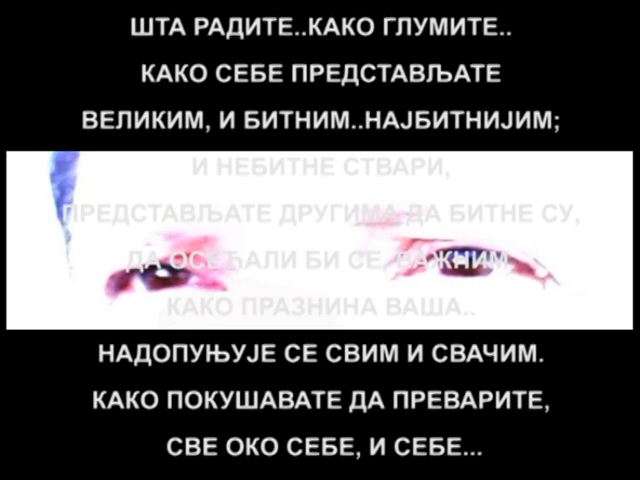 ШТА РАДИТЕ..КАКО ГЛУМИТЕ..
КАКО СЕБЕ ПРЕДСТАВЉАТЕ
ВЕЛИКИМ, И БИТНИМ..НАЈБИТНИЈИМ;
И НЕБИТНЕ СТВАРИ,
ПРЕДСТАВЉАТЕ ДРУГИМА ДА БИТНЕ СУ,
ДА ОСЕЋАЛИ БИ СЕ, ВАЖНИМ,
КАКО ПРАЗНИНА ВАША..
НАДОПУЊУЈЕ СЕ СВИМ И СВАЧИМ.
КАКО ПОКУШАВАТЕ ДА ПРЕВАРИТЕ,
СВЕ ОКО СЕБЕ, И СЕБЕ...